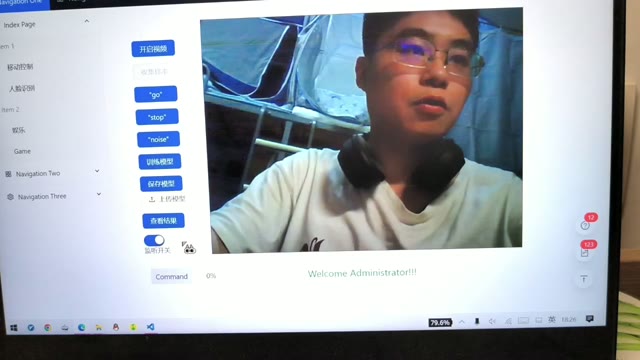 Navigation One
Index Page
Item 1
移动控制
人脸识别
Item 2
娱乐
Game
Navigation Two
Navigation Three
开启视频
"go"
"stop"
"noise"
训练模型
保存模型
上传模型
查看结果
监听开关
Command
0%
Welcome Administrator!!!
12
123
79.6%
英
18:26